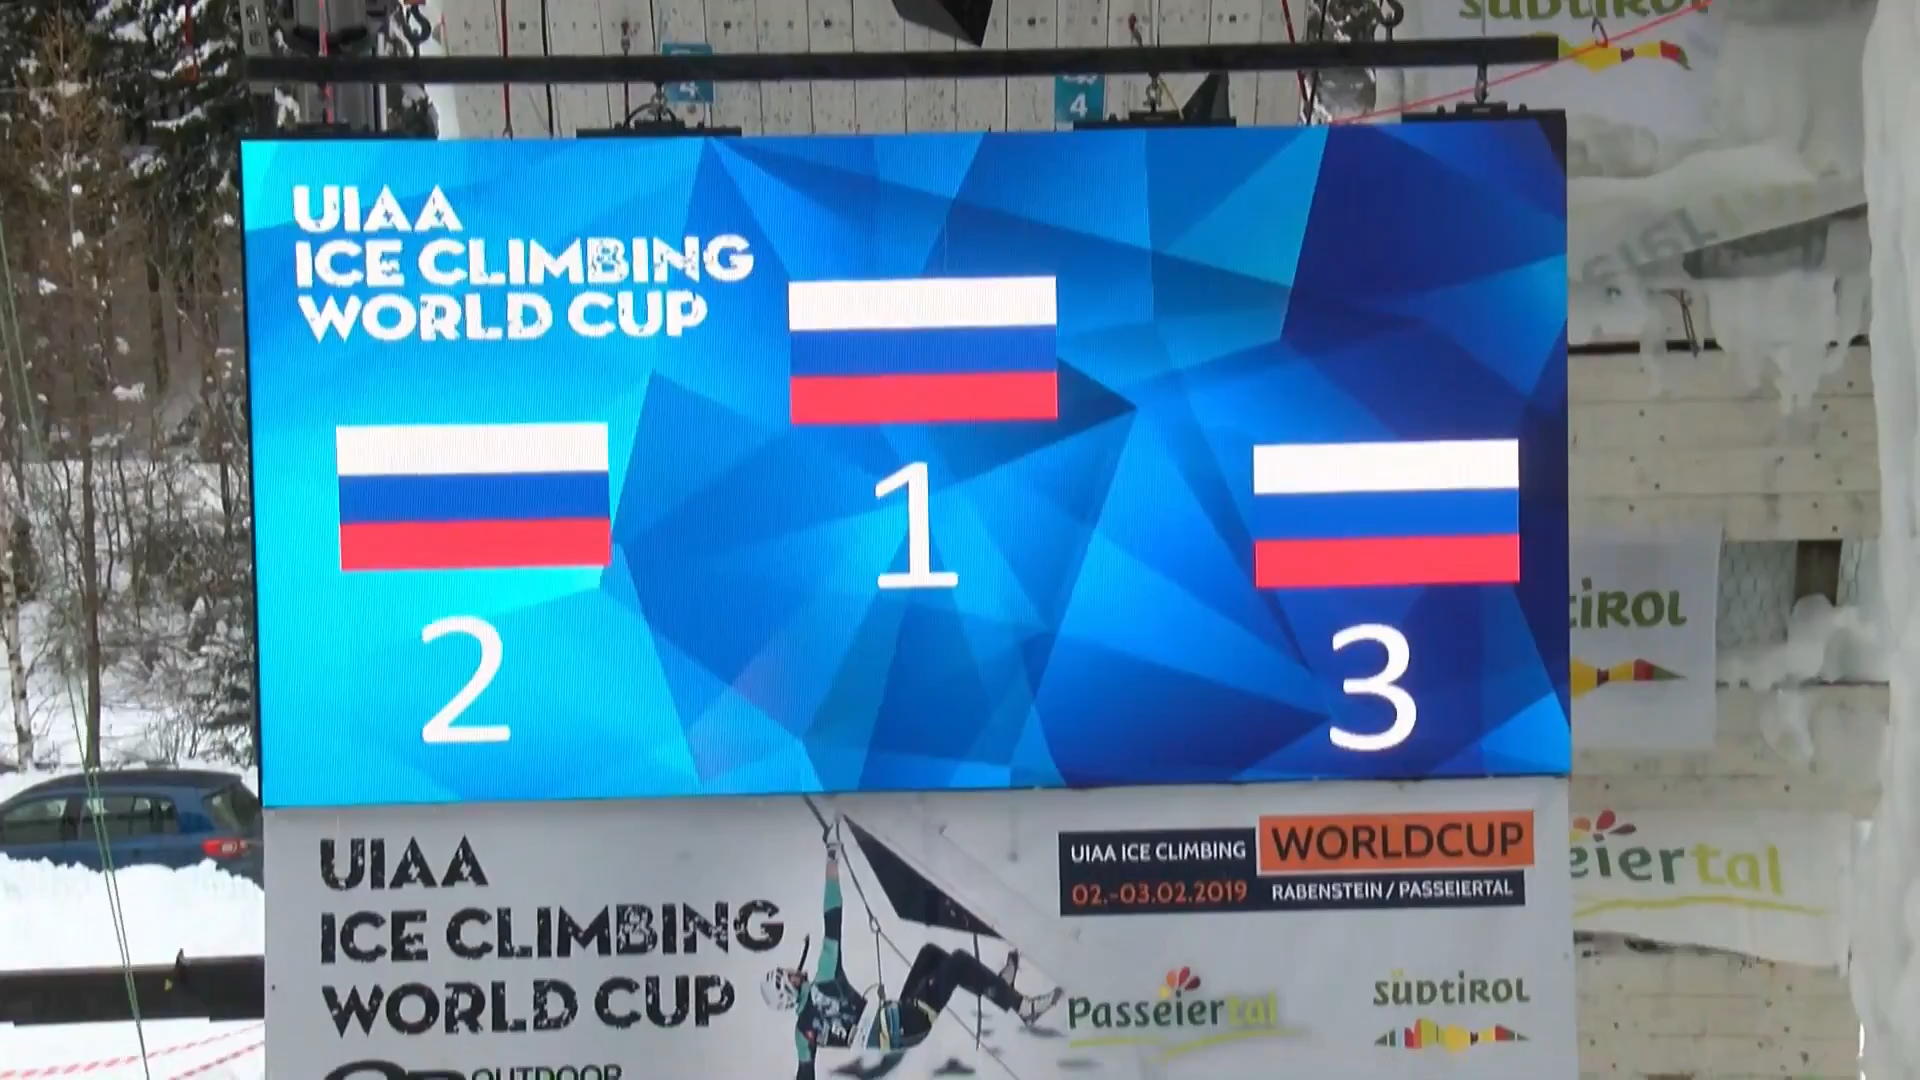 SÜDTIROL
4
4
UIAA
ICE CLIMBING
WORLD CUP
1
2
3
TIROL
UIAA
ICE CLIMBING
WORLD CUP
OUTDOOR
UIAA ICE CLIMBING
WORLDCUP
02.-03.02.2019
RABENSTEIN / PASSEIERTAL
Passeiertal
SÜDTIROL
eiertal